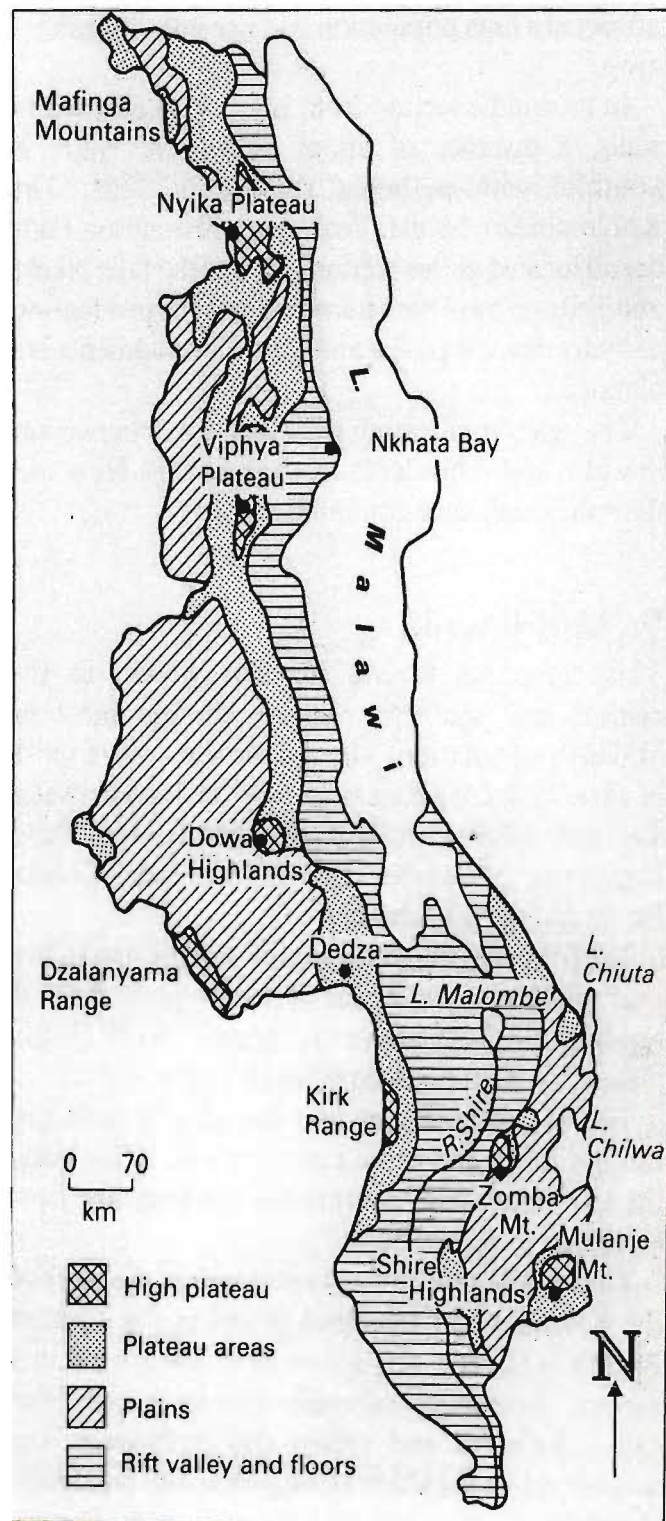 Mafinga
Mountains
Nyika Plateau
L. Malawi
Viphya
Plateau
Nkhata Bay
Dowa
Highlands
Dzalanyama
Range
Dedza
L. Malombe
L.
Chiuta
Kirk
Range
R.Shire
L.
Chilwa
0 70
km
Zomba
Mt.
Mulanje
Mt.
Shire
Highlands
High plateau
Plateau areas
Plains
Rift valley and floors
N